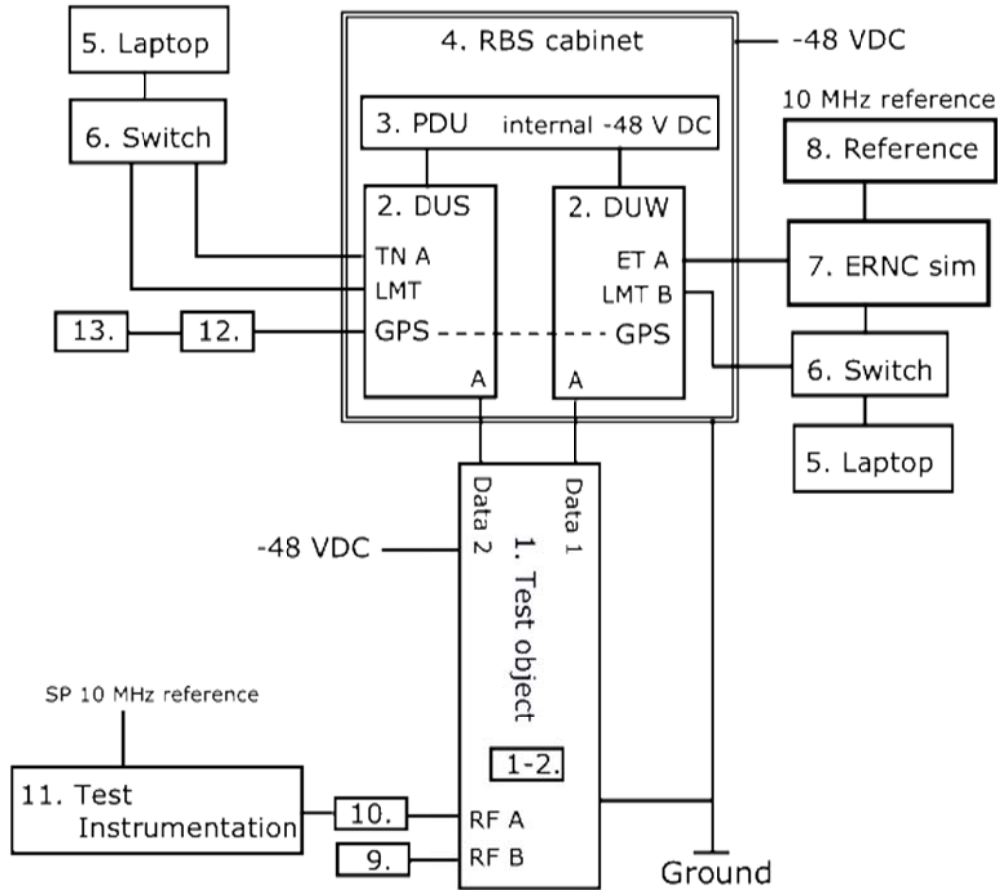 5. Laptop
6. Switch
4. RBS cabinet
-48 VDC
3. PDU internal -48 V DC
2. DUS
TN A
LMT
GPS
A
2. DUW
ET A
LMT B
GPS
A
10 MHz reference
8. Reference
7. ERNC sim
6. Switch
5. Laptop
13.
12.
Data 2
Data 1
-48 VDC
1. Test object
1-2.
SP 10 MHz reference
11. Test
Instrumentation
10.
9.
RF A
RF B
Ground